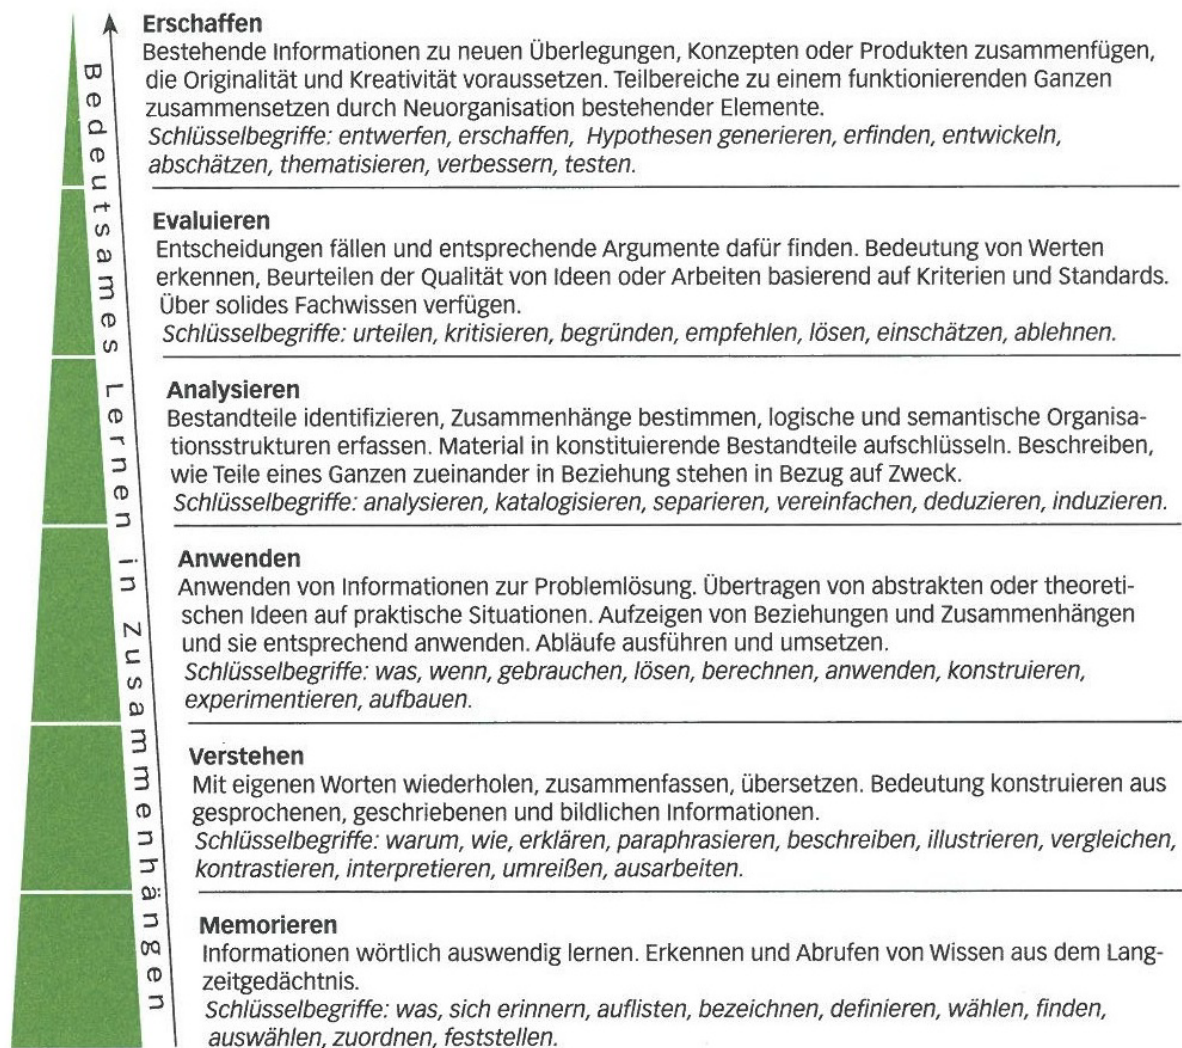 Erschaffen
Bestehende Informationen zu neuen Überlegungen, Konzepten oder Produkten zusammenfügen,
die Originalität und Kreativität voraussetzen. Teilbereiche zu einem funktionierenden Ganzen
zusammensetzen durch Neuorganisation bestehender Elemente.
Schlüsselbegriffe: entwerfen, erschaffen, Hypothesen generieren, erfinden, entwickeln,
abschätzen, thematisieren, verbessern, testen.
Evaluieren
Entscheidungen fällen und entsprechende Argumente dafür finden. Bedeutung von Werten
erkennen, Beurteilen der Qualität von Ideen oder Arbeiten basierend auf Kriterien und Standards.
Über solides Fachwissen verfügen.
Schlüsselbegriffe: urteilen, kritisieren, begründen, empfehlen, lösen, einschätzen, ablehnen.
Analysieren
Bestandteile identifizieren, Zusammenhänge bestimmen, logische und semantische Organisa-
tionsstrukturen erfassen. Material in konstituierende Bestandteile aufschlüsseln. Beschreiben,
wie Teile eines Ganzen zueinander in Beziehung stehen in Bezug auf Zweck.
Schlüsselbegriffe: analysieren, katalogisieren, separieren, vereinfachen, deduzieren, induzieren.
Anwenden
Anwenden von Informationen zur Problemlösung. Übertragen von abstrakten oder theoreti-
schen Ideen auf praktische Situationen. Aufzeigen von Beziehungen und Zusammenhängen
und sie entsprechend anwenden. Abläufe ausführen und umsetzen.
Schlüsselbegriffe: was, wenn, gebrauchen, lösen, berechnen, anwenden, konstruieren,
experimentieren, aufbauen.
Verstehen
Mit eigenen Worten wiederholen, zusammenfassen, übersetzen. Bedeutung konstruieren aus
gesprochenen, geschriebenen und bildlichen Informationen.
Schlüsselbegriffe: warum, wie, erklären, paraphrasieren, beschreiben, illustrieren, vergleichen,
kontrastieren, interpretieren, umreißen, ausarbeiten.
Memorieren
Informationen wörtlich auswendig lernen. Erkennen und Abrufen von Wissen aus dem Lang-
zeitgedächtnis.
Schlüsselbegriffe: was, sich erinnern, auflisten, bezeichnen, definieren, wählen, finden,
auswählen, zuordnen, feststellen.
Bedeutsames Lernen in Zusammenhängen